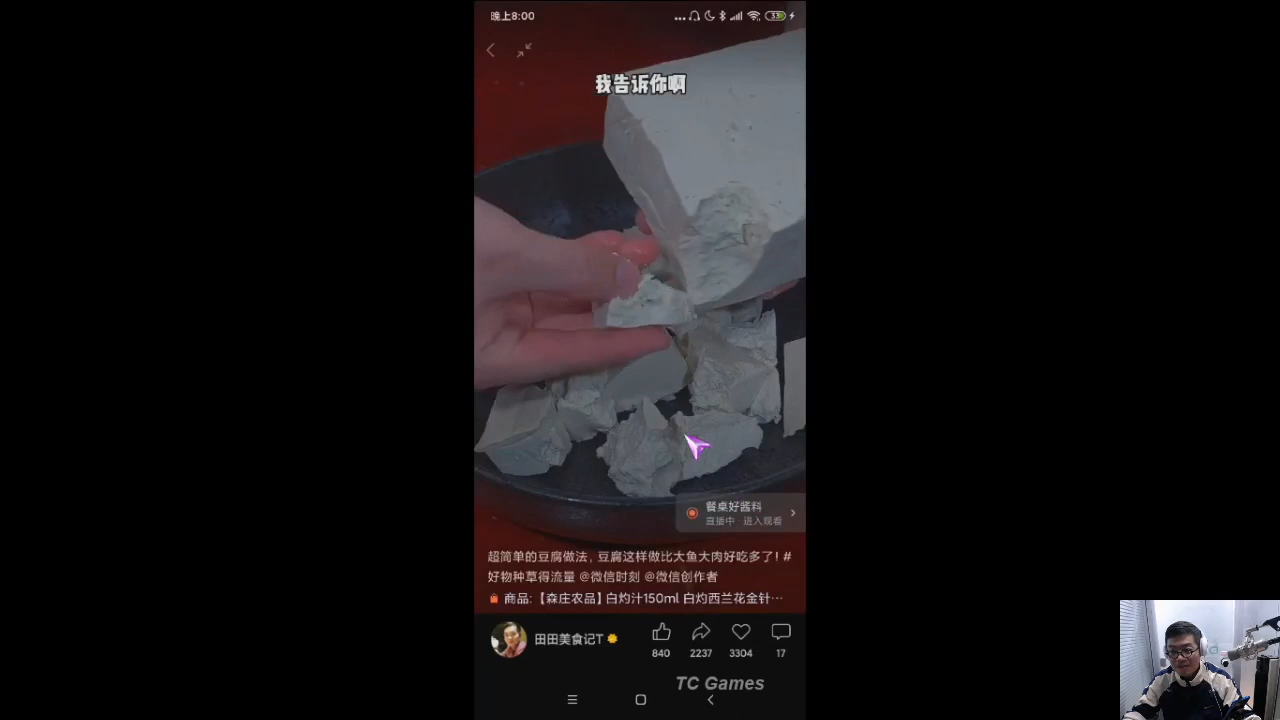 晚上8:00
33
我告诉你啊
餐桌好酱料
直播中·进入观看
超简单的豆腐做法，豆腐这样做比大鱼大肉好吃多了！#
好物种草得流量 @微信时刻 @微信创作者
商品:【森庄农品】白灼汁150ml 白灼西兰花金针…
田田美食记T
840
2237
3304
17
TC Games